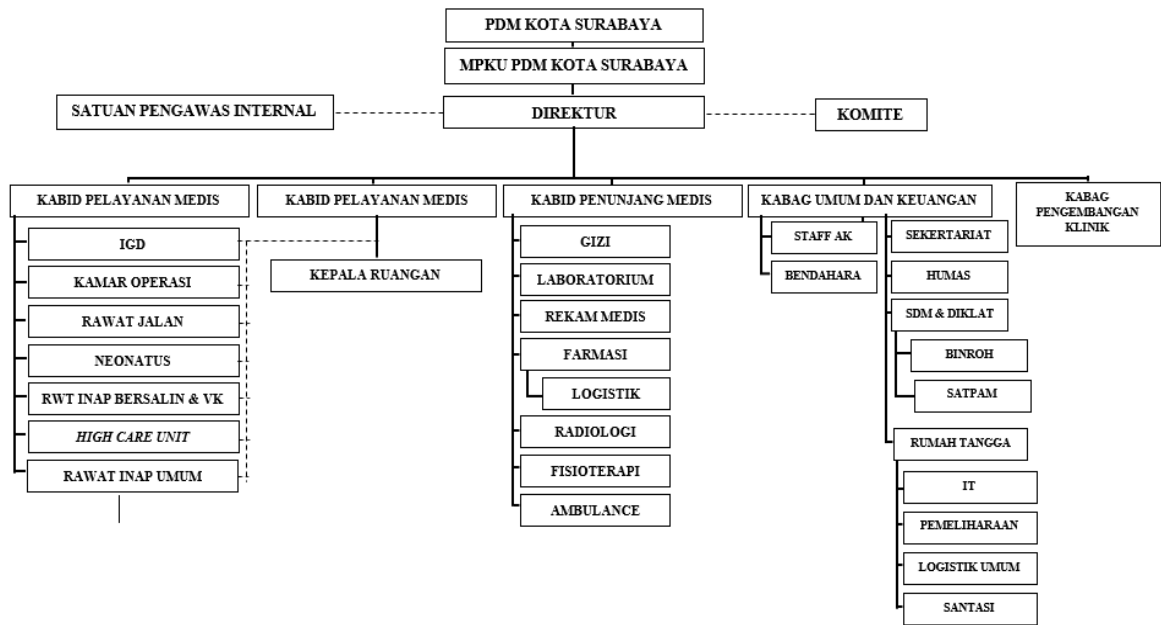 PDM KOTA SURABAYA
MPKU PDM KOTA SURABAYA
SATUAN PENGAWAS INTERNAL
DIREKTUR
KOMITE
KABID PELAYANAN MEDIS
IGD
KAMAR OPERASI
RAWAT JALAN
NEONATUS
RWT INAP BERSALIN & VK
HIGH CARE UNIT
RAWAT INAP UMUM
KABID PELAYANAN MEDIS
KEPALA RUANGAN
KABID PENUNJANG MEDIS
GIZI
LABORATORIUM
REKAM MEDIS
FARMASI
LOGISTIK
RADIOLOGI
FISIOTERAPI
AMBULANCE
KABAG UMUM DAN KEUANGAN
STAFF AK
BENDAHARA
SEKERTARIAT
HUMAS
SDM & DIKLAT
BINROH
SATPAM
RUMAH TANGGA
IT
PEMELIHARAAN
LOGISTIK UMUM
SANTASI
KABAG
PENGEMBANGAN
KLINIK